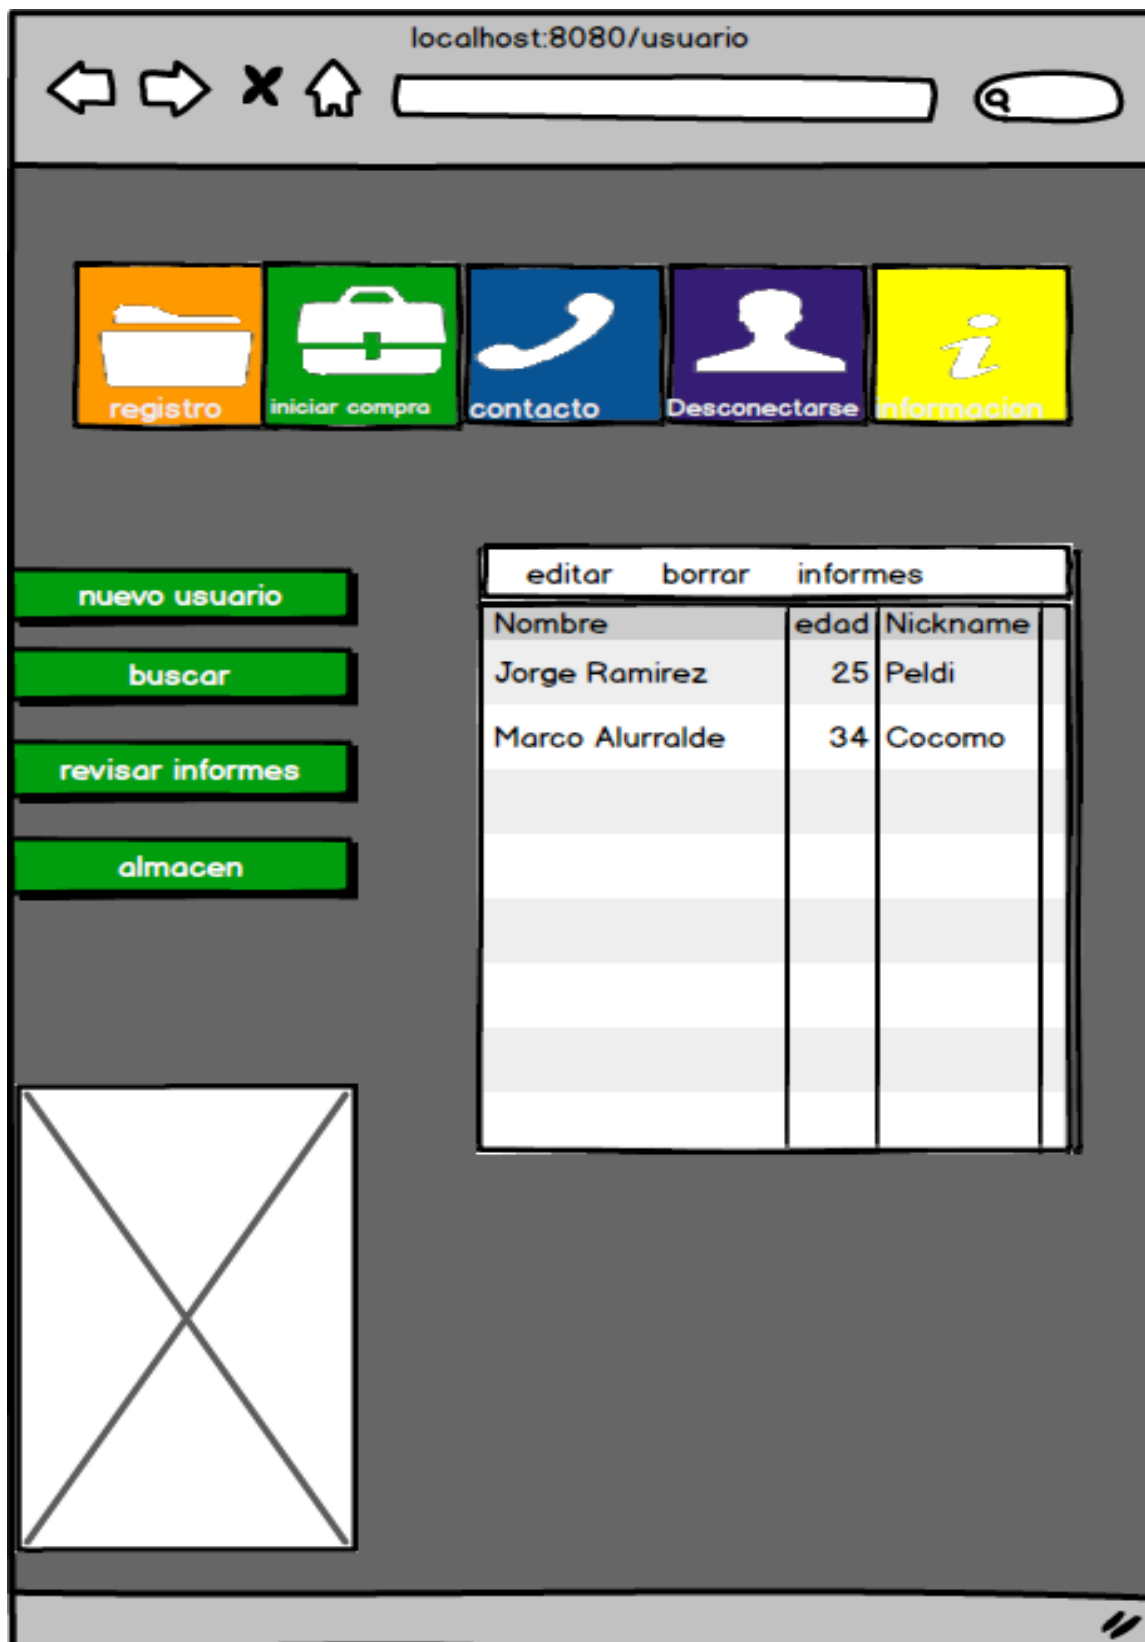 localhost:8080/usuario
registro
iniciar compra
contacto
Desconectarse
informacion
nuevo usuario
buscar
revisar informes
almacen
editar borrar informes
Nombre edad Nickname
Jorge Ramirez 25 Peldi
Marco Alurralde 34 Cocomo